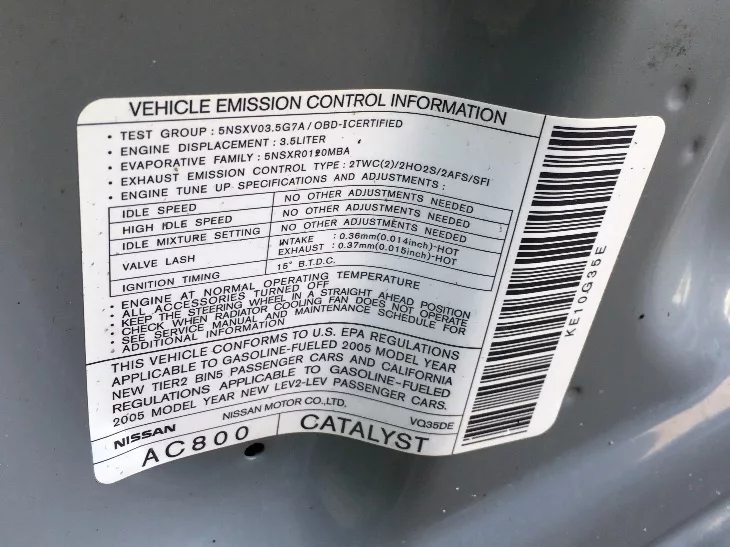 VEHICLE EMISSION CONTROL INFORMATION
• TEST GROUP : 5NSXV03.5G7A / OBD-ICERTIFIED
• ENGINE DISPLACEMENT : 3.5LITER
• EVAPORATIVE FAMILY : 5NSXR0120MBA
• EXHAUST EMISSION CONTROL TYPE : 2TWC(2)/2HO2S/2AFS/SFI
• ENGINE TUNE UP SPECIFICATIONS AND ADJUSTMENTS :
IDLE SPEED NO OTHER ADJUSTMENTS NEEDED
HIGH IDLE SPEED NO OTHER ADJUSTMENTS NEEDED
IDLE MIXTURE SETTING NO OTHER ADJUSTMENTS NEEDED
VALVE LASH INTAKE : 0.36mm(0.014inch)-HOT
EXHAUST : 0.37mm(0.015inch)-HOT
IGNITION TIMING 15° B.T.D.C.
• ENGINE AT NORMAL OPERATING TEMPERATURE
• ALL ACCESSORIES TURNED OFF
• KEEP THE STEERING WHEEL IN A STRAIGHT AHEAD POSITION
• CHECK WHEN RADIATOR COOLING FAN DOES NOT OPERATE
• SEE SERVICE MANUAL AND MAINTENANCE SCHEDULE FOR
ADDITIONAL INFORMATION
THIS VEHICLE CONFORMS TO U.S. EPA REGULATIONS
APPLICABLE TO GASOLINE-FUELED 2005 MODEL YEAR
NEW TIER2 BIN5 PASSENGER CARS AND CALIFORNIA
REGULATIONS APPLICABLE TO GASOLINE-FUELED
2005 MODEL YEAR NEW LEV2-LEV PASSENGER CARS.
NISSAN NISSAN MOTOR CO.,LTD. VQ35DE
AC800 CATALYST
KE10G35E